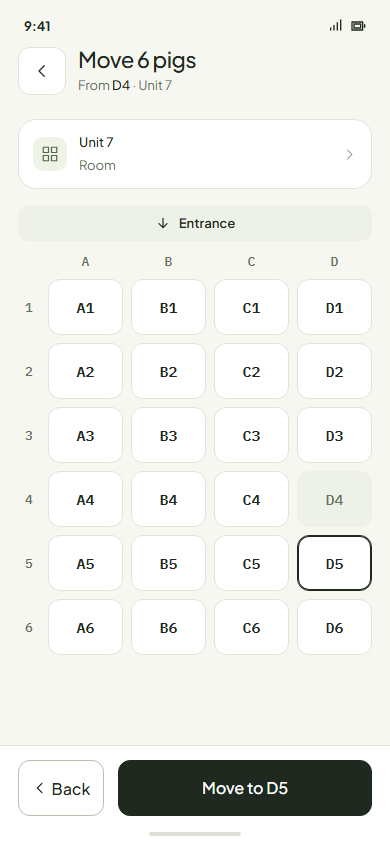 9:41
Move 6 pigs
From D4 · Unit 7
Unit 7
Room
Entrance
A B C D
1 A1 B1 C1 D1
2 A2 B2 C2 D2
3 A3 B3 C3 D3
4 A4 B4 C4 D4
5 A5 B5 C5 D5
6 A6 B6 C6 D6
Back Move to D5